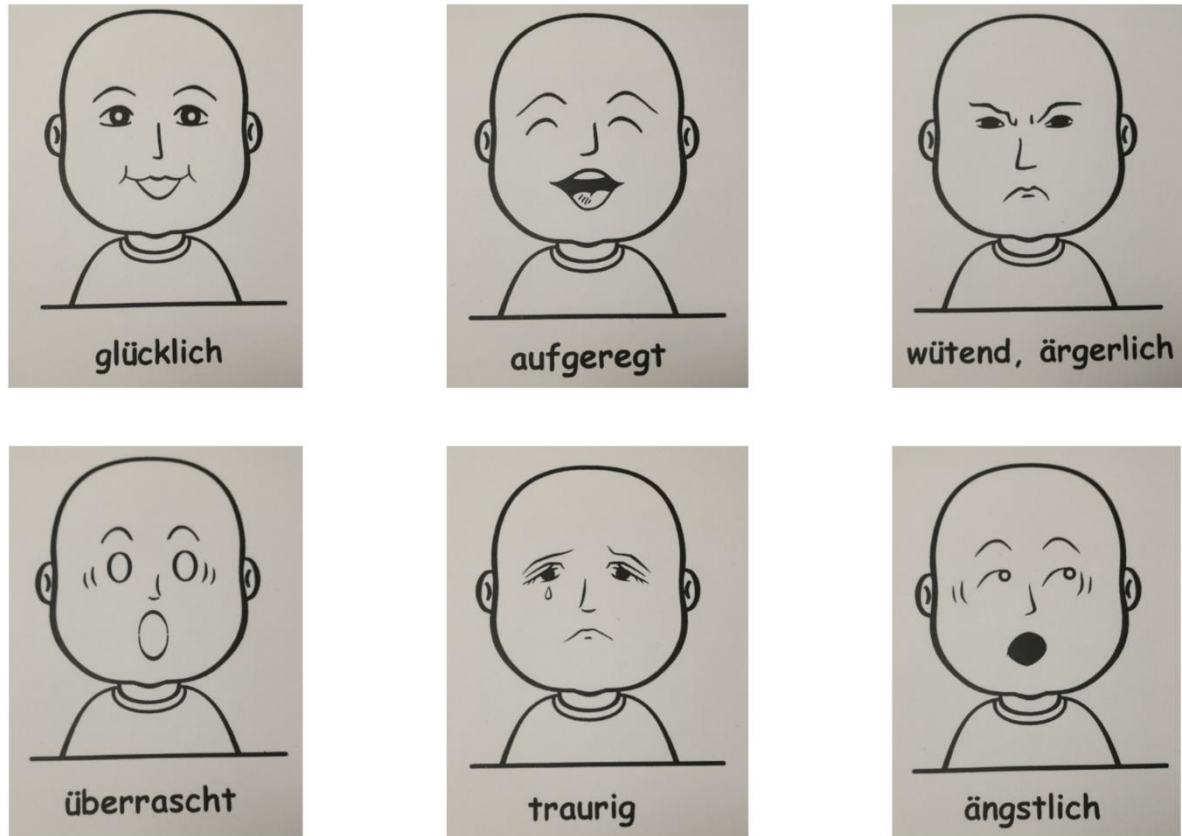 glücklich
aufgeregt
wütend, ärgerlich
überrascht
traurig
ängstlich